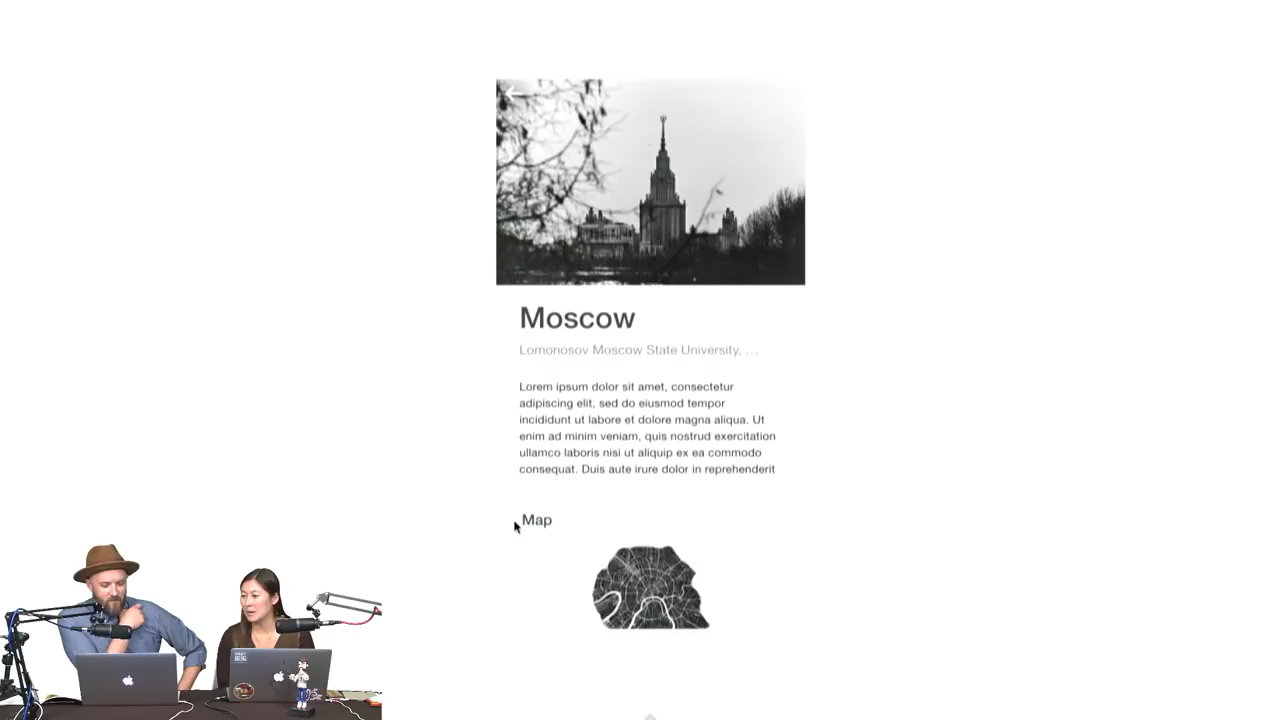 Moscow
Lomonosov Moscow State University, ...
Lorem ipsum dolor sit amet, consectetur
adipiscing elit, sed do eiusmod tempor
incididunt ut labore et dolore magna aliqua. Ut
enim ad minim veniam, quis nostrud exercitation
ullamco laboris nisi ut aliquip ex ea commodo
consequat. Duis aute irure dolor in reprehenderit
Map